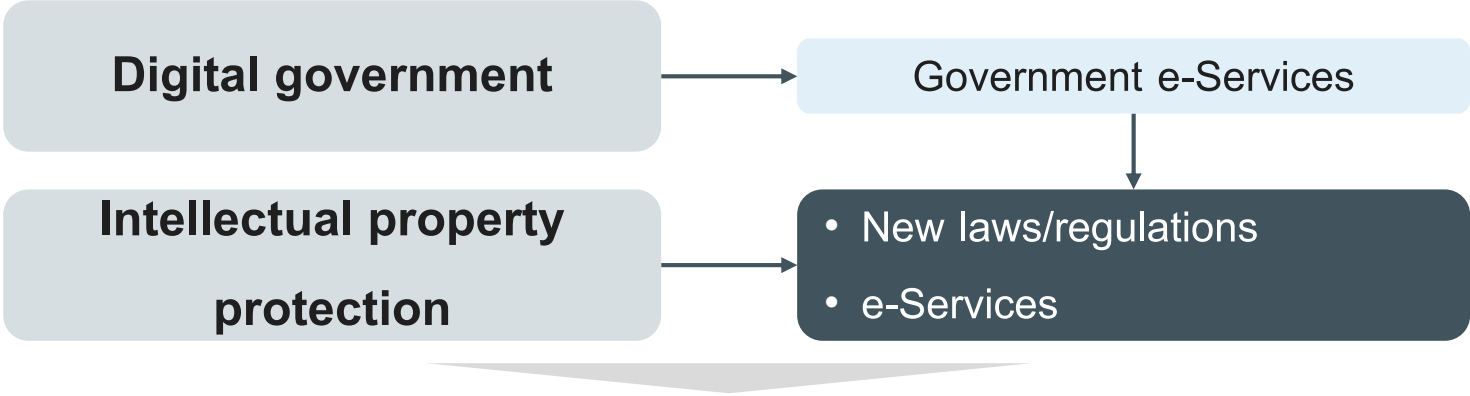 Digital government
Government e-Services
Intellectual property
protection
• New laws/regulations
• e-Services